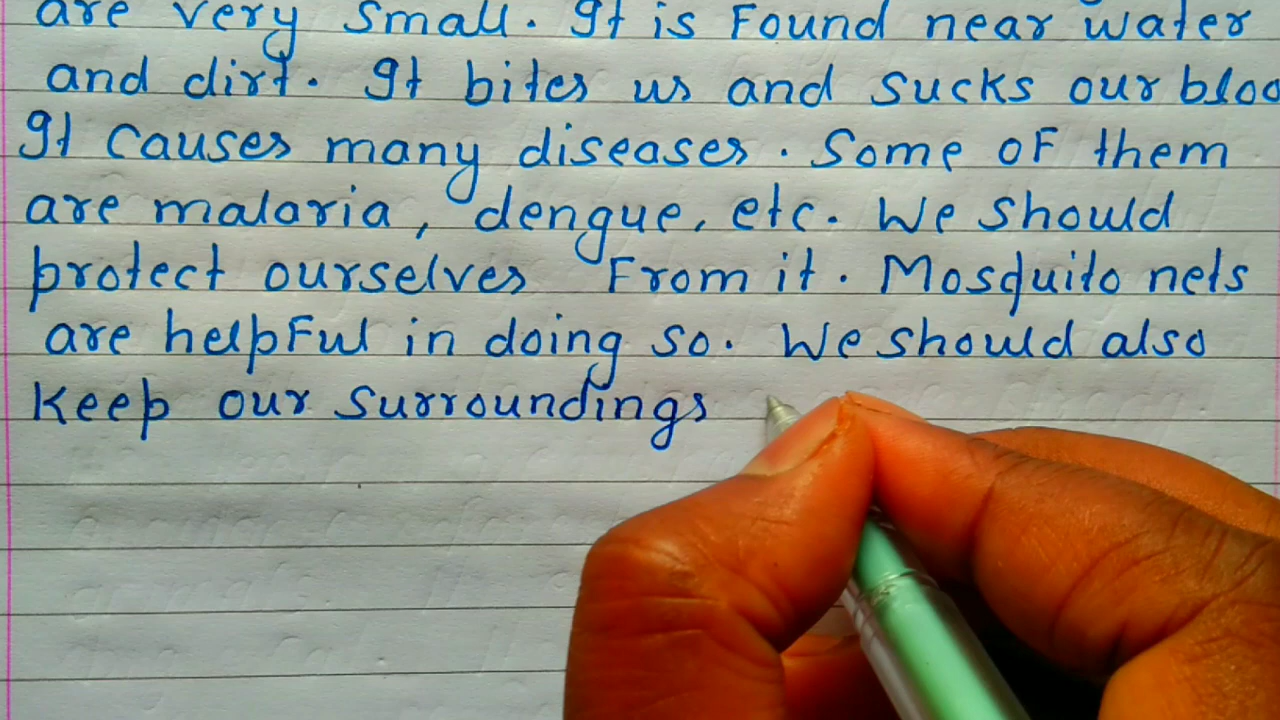 are very small. It is Found near water
and dirt. It bites us and sucks our bloo
It causes many diseases. Some of them
are malaria, dengue, etc. We should
protect ourselves From it. Mosquito nets
are helpFul in doing so. We should also
Keep our surroundings